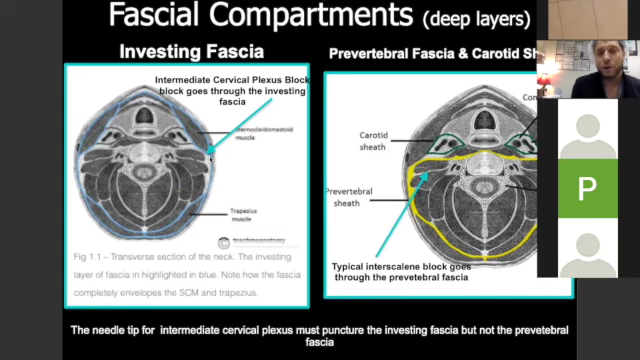 Fascial Compartments (deep layers)
Investing Fascia
Intermediate Cervical Plexus Block
block goes through the investing
fascia
muscle
Trapezius
muscle
Fig 1.1 – Transverse section of the neck. The investing
layer of fascia in highlighted in blue. Note how the fascia
completely envelopes the SCM and trapezius.
Prevertebral Fascia & Carotid Sh
Carotid
sheath
Prevertebral
sheath
Typical interscalene block goes
through the prevetebral fascia
P
The needle tip for intermediate cervical plexus must puncture the investing fascia but not the prevetebral
fascia